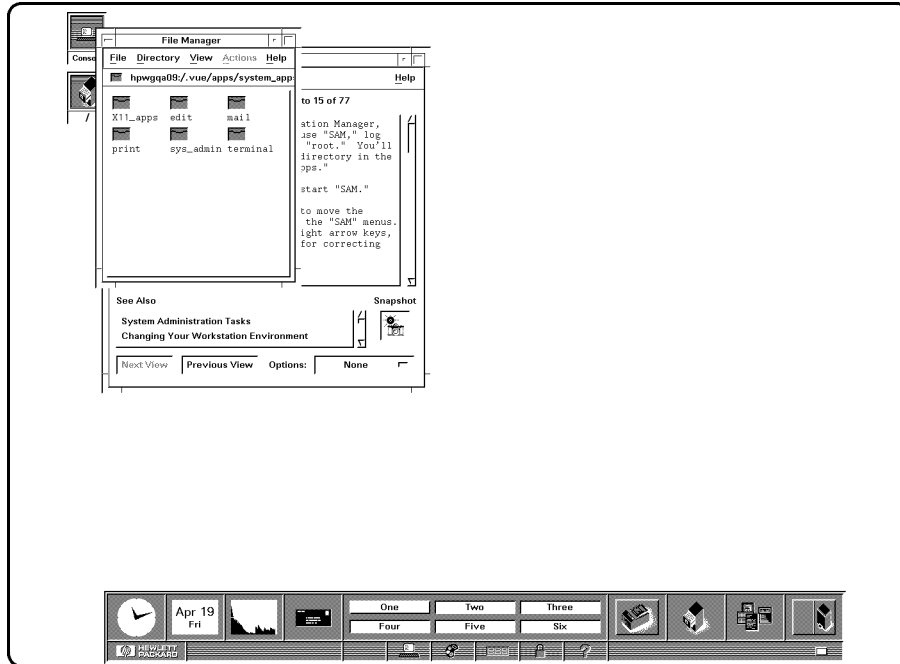 Conso
/
File Manager
File Directory View Actions Help
hpwgqa09:/.vue/apps/system_app
X11_apps edit mail
print sys_admin terminal
Help
to 15 of 77
ation Manager,
use "SAM," log
"root." You'll
directory in the
pps."
start "SAM."
to move the
the "SAM" menus.
ight arrow keys,
for correcting
See Also
Snapshot
System Administration Tasks
Changing Your Workstation Environment
Next View Previous View Options: None
Apr 19
Fri
One Two Three
Four Five Six
HEWLETT
PACKARD